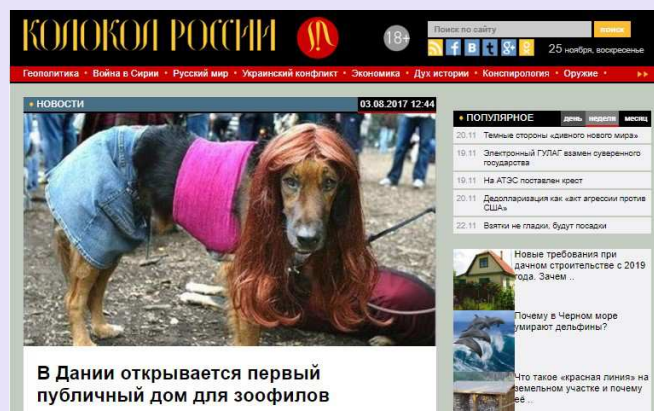 КОЛОКОЛ РОССИИ
18+
Поиск по сайту
поиск
25 ноября, воскресенье
Геополитика • Война в Сирии • Русский мир • Украинский конфликт • Экономика • Дух истории • Конспирология • Оружие •
• НОВОСТИ
03.08.2017 12:44
В Дании открывается первый
публичный дом для зоофилов
• ПОПУЛЯРНОЕ
день неделя месяц
20.11 Темные стороны «дивного нового мира»
19.11 Электронный ГУЛАГ взамен суверенного
государства
19.11 На АТЭС поставлен крест
20.11 Дедолларизация как «акт агрессии против
США»
22.11 Взятки не гладки, будут посадки
Новые требования при
дачном строительстве с 2019
года. Зачем ..
Почему в Черном море
умирают дельфины?
Что такое «красная линия» на
земельном участке и почему
её ..